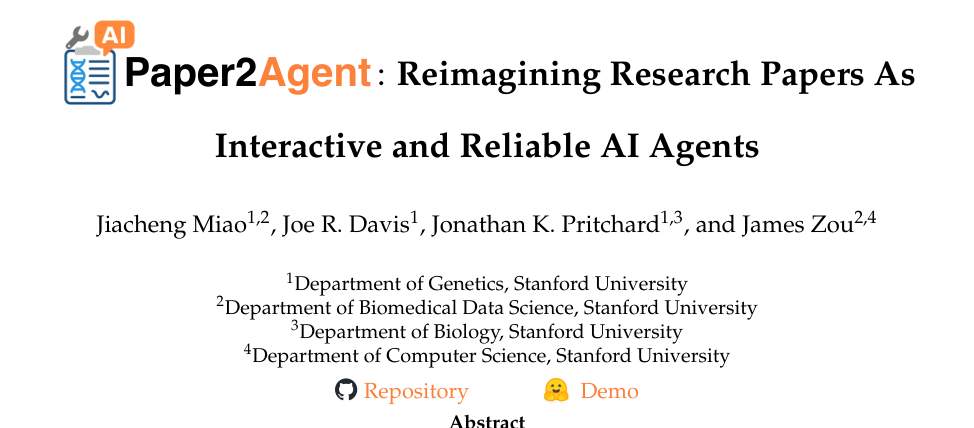 AI
Paper2Agent: Reimagining Research Papers As
Interactive and Reliable AI Agents
Jiacheng Miao1,2, Joe R. Davis1, Jonathan K. Pritchard1,3, and James Zou2,4
1Department of Genetics, Stanford University
2Department of Biomedical Data Science, Stanford University
3Department of Biology, Stanford University
4Department of Computer Science, Stanford University
Repository Demo
Abstract